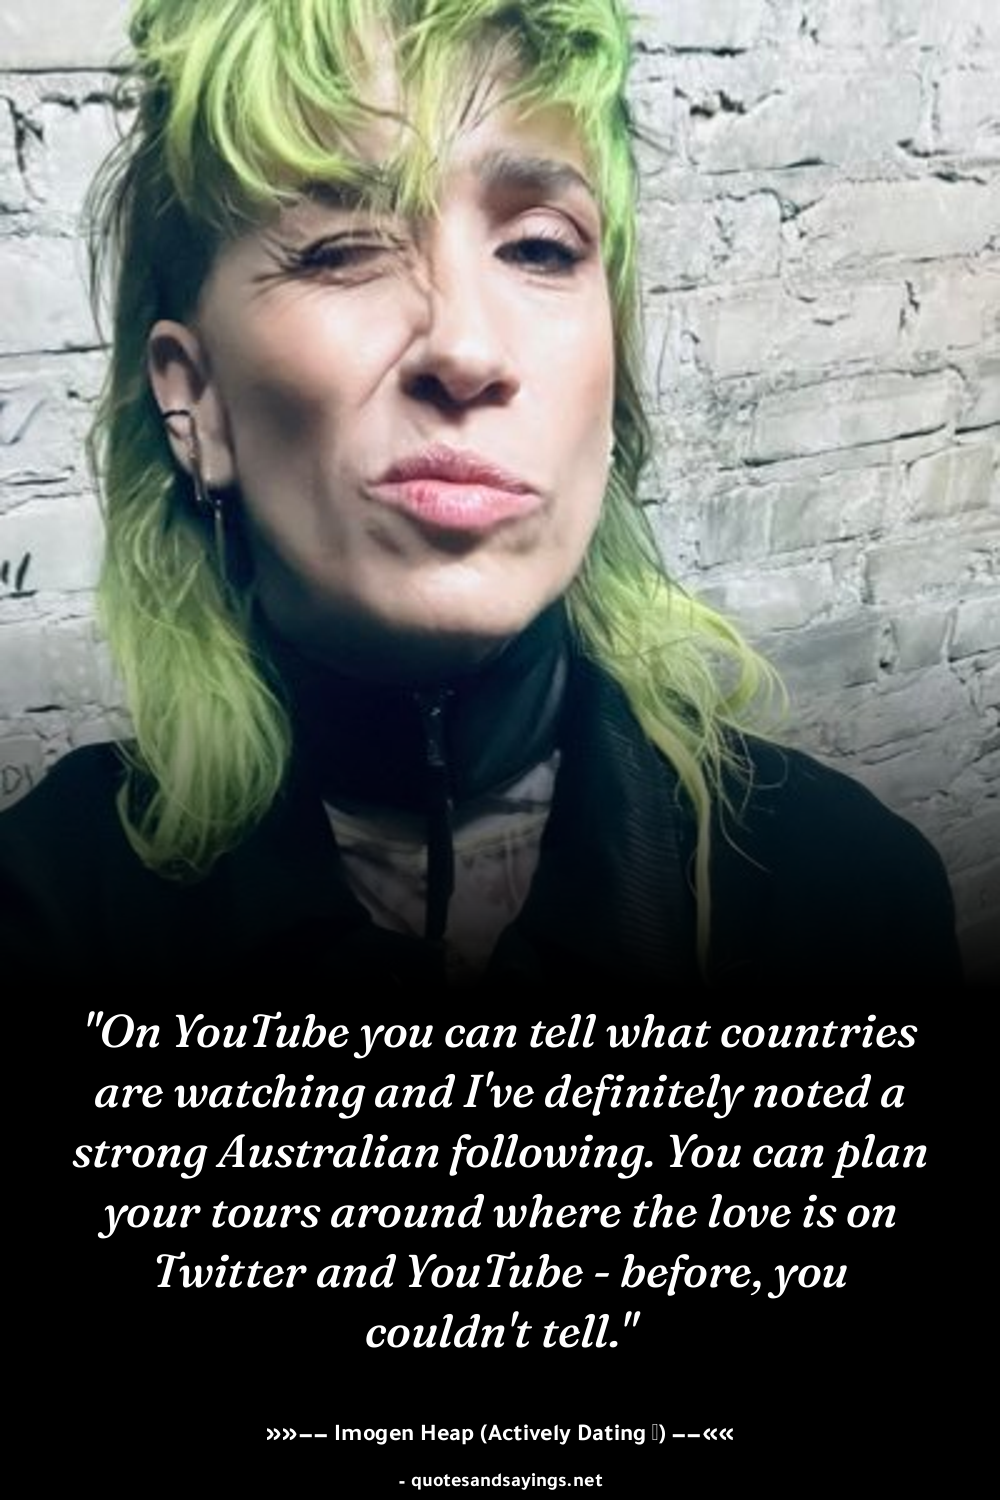 "On YouTube you can tell what countries
are watching and I've definitely noted a
strong Australian following. You can plan
your tours around where the love is on
Twitter and YouTube - before, you
couldn't tell."
»»–– Imogen Heap (Actively Dating ▯) ––««
- quotesandsayings.net